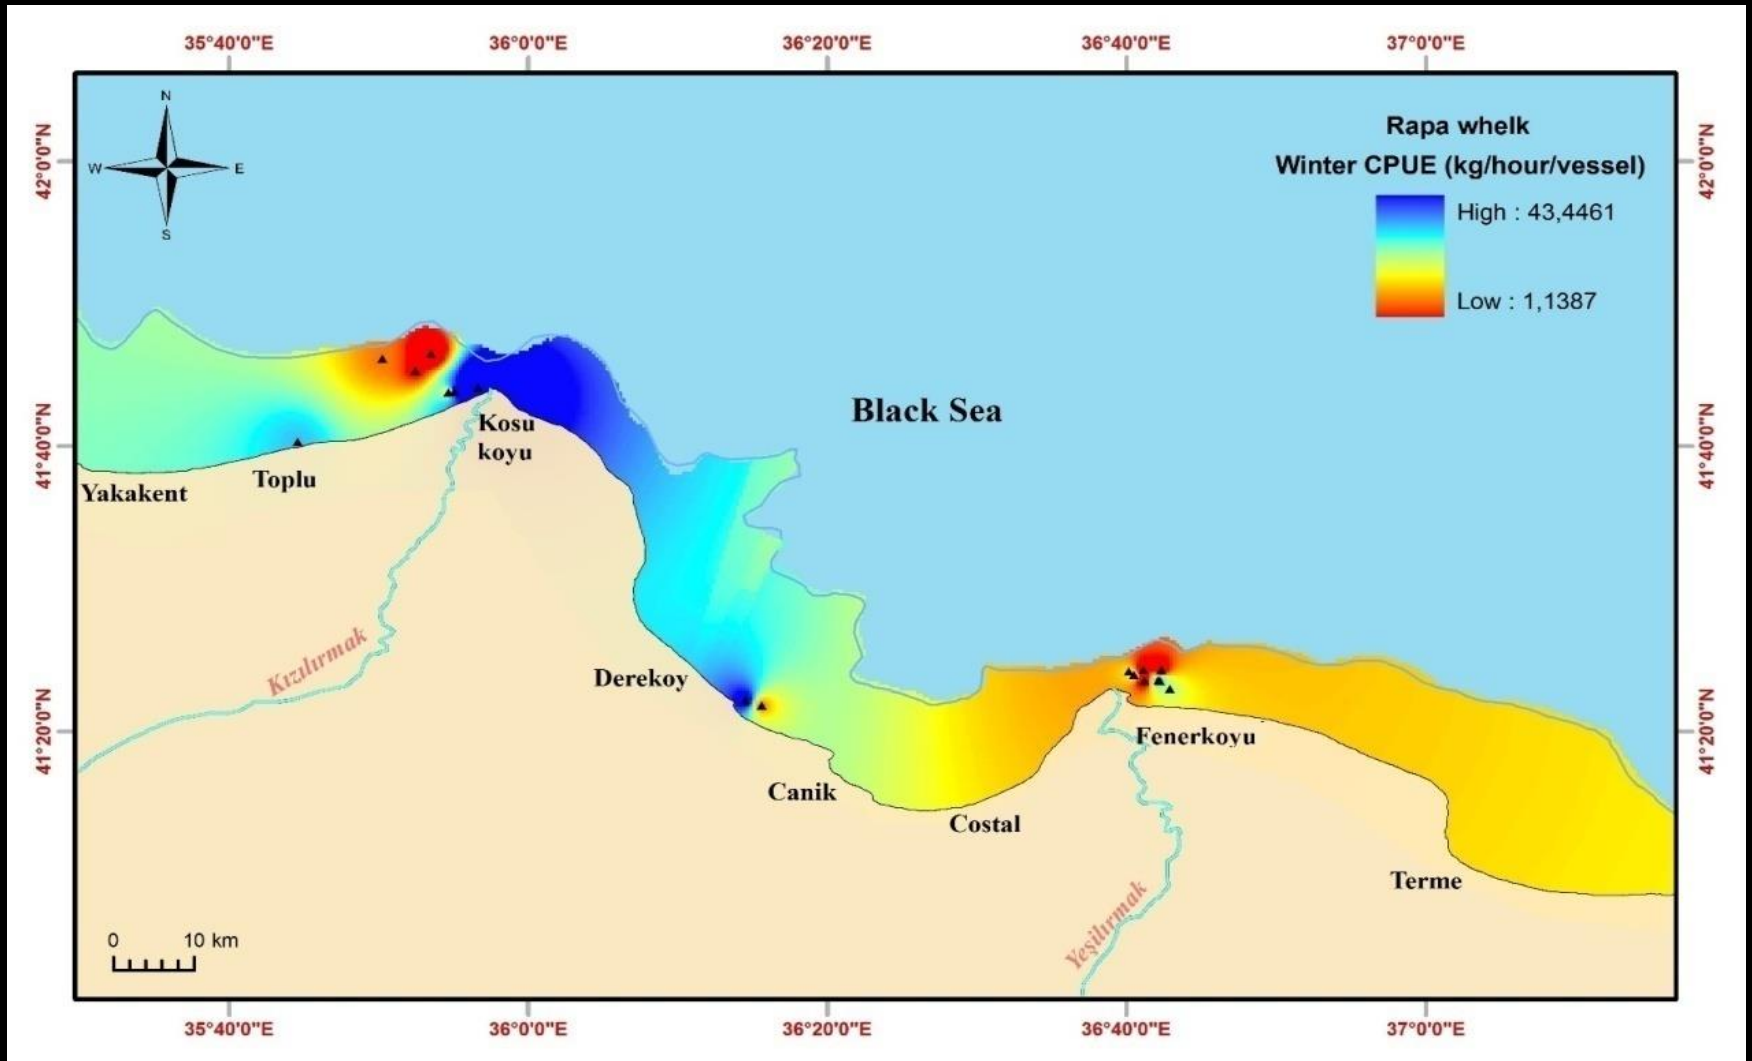 35°40'0"E 36°0'0"E 36°20'0"E 36°40'0"E 37°0'0"E
N
W E
S
Rapa whelk
Winter CPUE (kg/hour/vessel)
High : 43,4461
Low : 1,1387
42°0'0"N
42°0'0"N
Black Sea
Kosu
koyu
41°40'0"N
41°40'0"N
Toplu
Yakakent
Kızılırmak
Derekoy
41°20'0"N
41°20'0"N
Fenerkoyu
Canik
Costal
Terme
Yeşilırmak
0 10 km
35°40'0"E 36°0'0"E 36°20'0"E 36°40'0"E 37°0'0"E